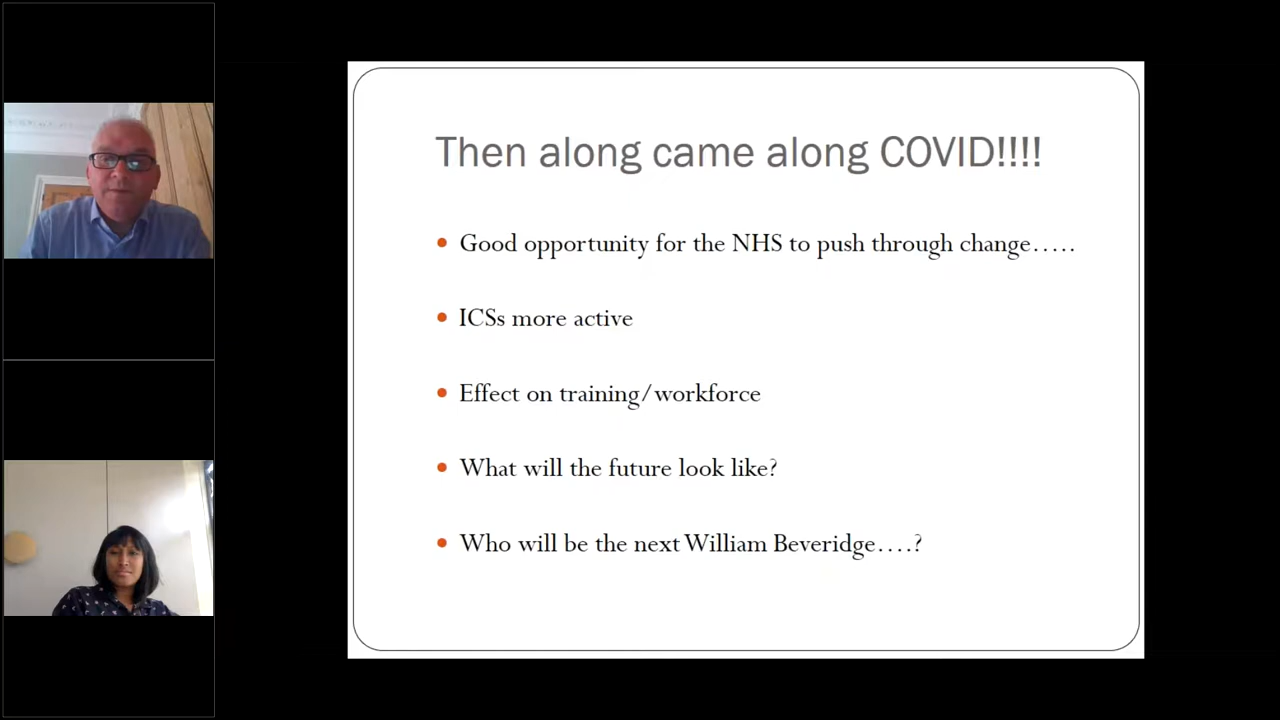 Then along came along COVID!!!!
Good opportunity for the NHS to push through change…..
ICSs more active
Effect on training/workforce
What will the future look like?
Who will be the next William Beveridge….?